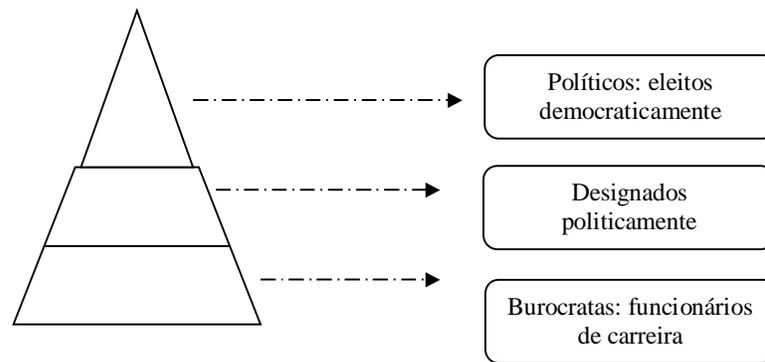 Políticos: eleitos
democraticamente
Designados
politicamente
Burocratas: funcionários
de carreira